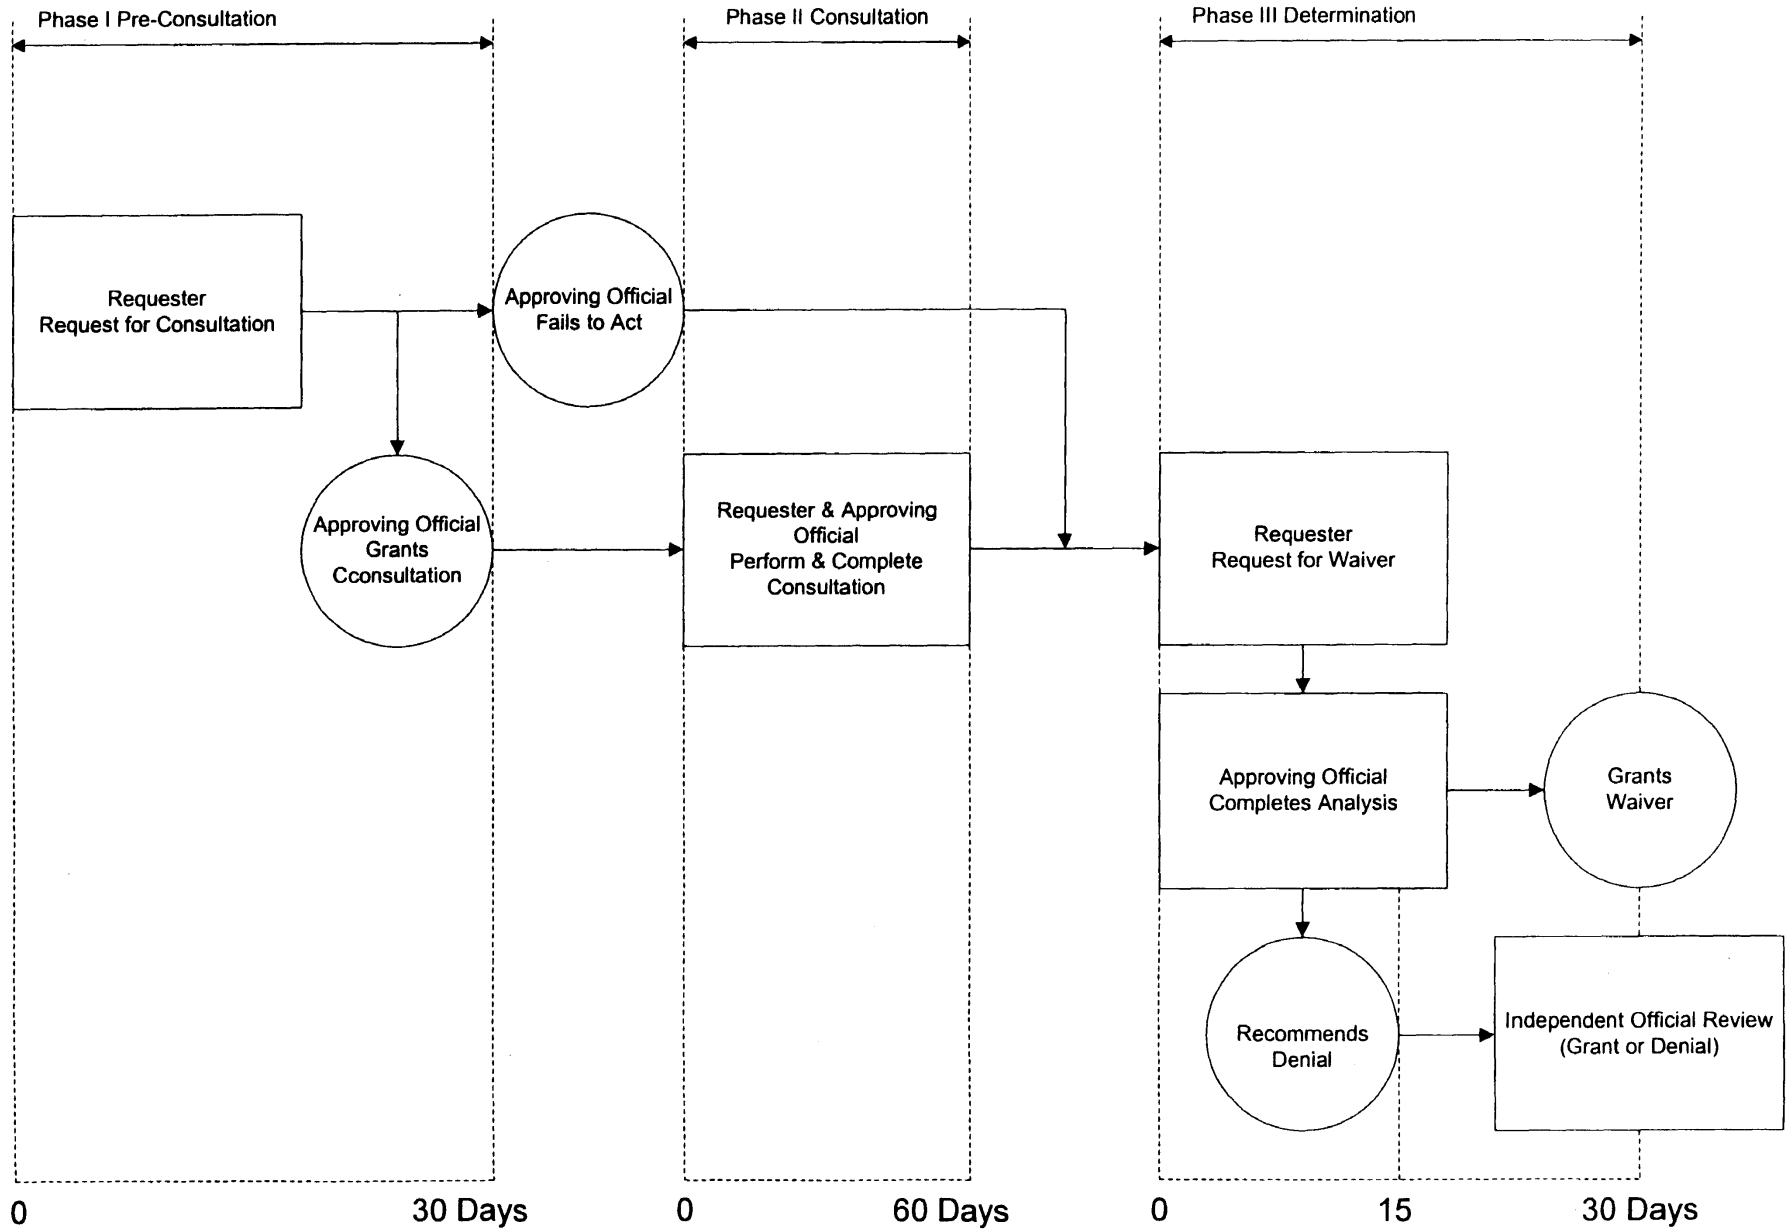 Phase I Pre-Consultation
Phase II Consultation
Phase III Determination
Requester
Request for Consultation
Approving Official
Fails to Act
Approving Official
Grants
Cconsultation
Requester & Approving
Official
Perform & Complete
Consultation
Requester
Request for Waiver
Approving Official
Completes Analysis
Grants
Waiver
Recommends
Denial
Independent Official Review
(Grant or Denial)
0
30 Days
0
60 Days
0
15
30 Days